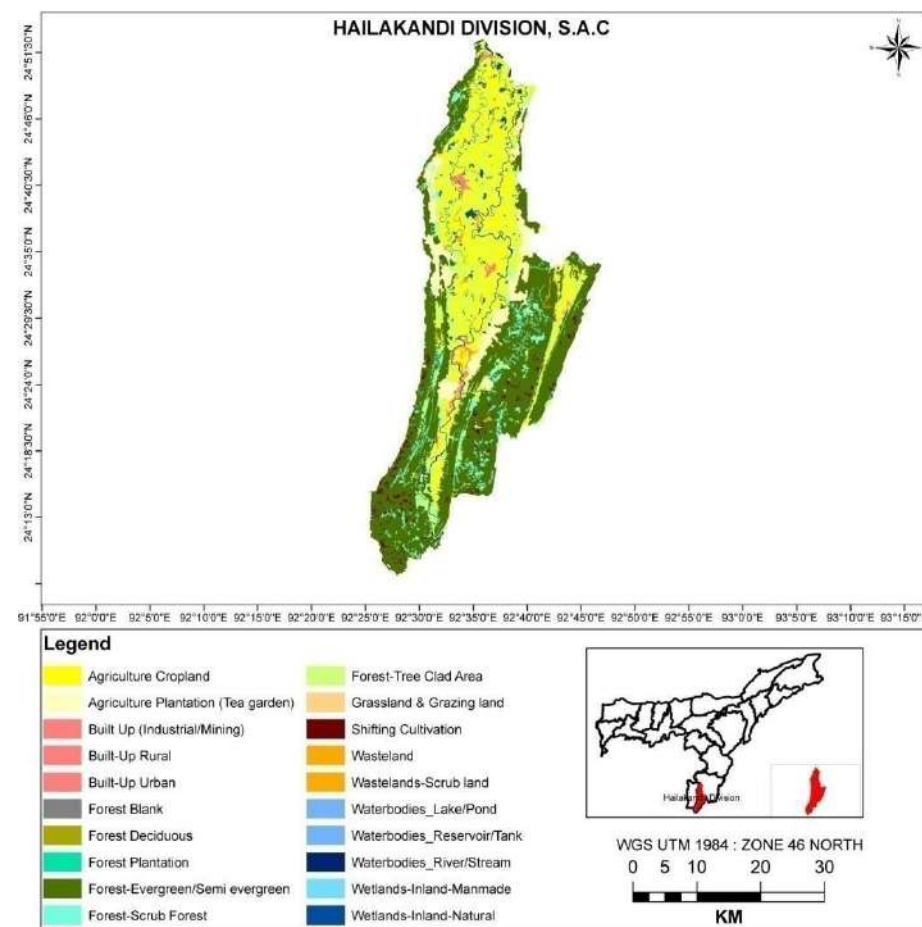 HAILAKANDI DIVISION, S.A.C
24°51'30"N
24°46'0"N
24°40'30"N
24°35'0"N
24°29'30"N
24°24'0"N
24°18'30"N
24°13'0"N
91°55'0"E 92°0'0"E 92°5'0"E 92°10'0"E 92°15'0"E 92°20'0"E 92°25'0"E 92°30'0"E 92°35'0"E 92°40'0"E 92°45'0"E 92°50'0"E 92°55'0"E 93°0'0"E 93°5'0"E 93°10'0"E 93°15'0"E
Legend
Agriculture Cropland
Agriculture Plantation (Tea garden)
Built Up (Industrial/Mining)
Built-Up Rural
Built-Up Urban
Forest Blank
Forest Deciduous
Forest Plantation
Forest-Evergreen/Semi evergreen
Forest-Scrub Forest
Forest-Tree Clad Area
Grassland & Grazing land
Shifting Cultivation
Wasteland
Wastelands-Scrub land
Waterbodies_Lake/Pond
Waterbodies_Reservoir/Tank
Waterbodies_River/Stream
Wetlands-Inland-Manmade
Wetlands-Inland-Natural
Hailakandi Division
WGS UTM 1984 : ZONE 46 NORTH
0 5 10 20 30
KM